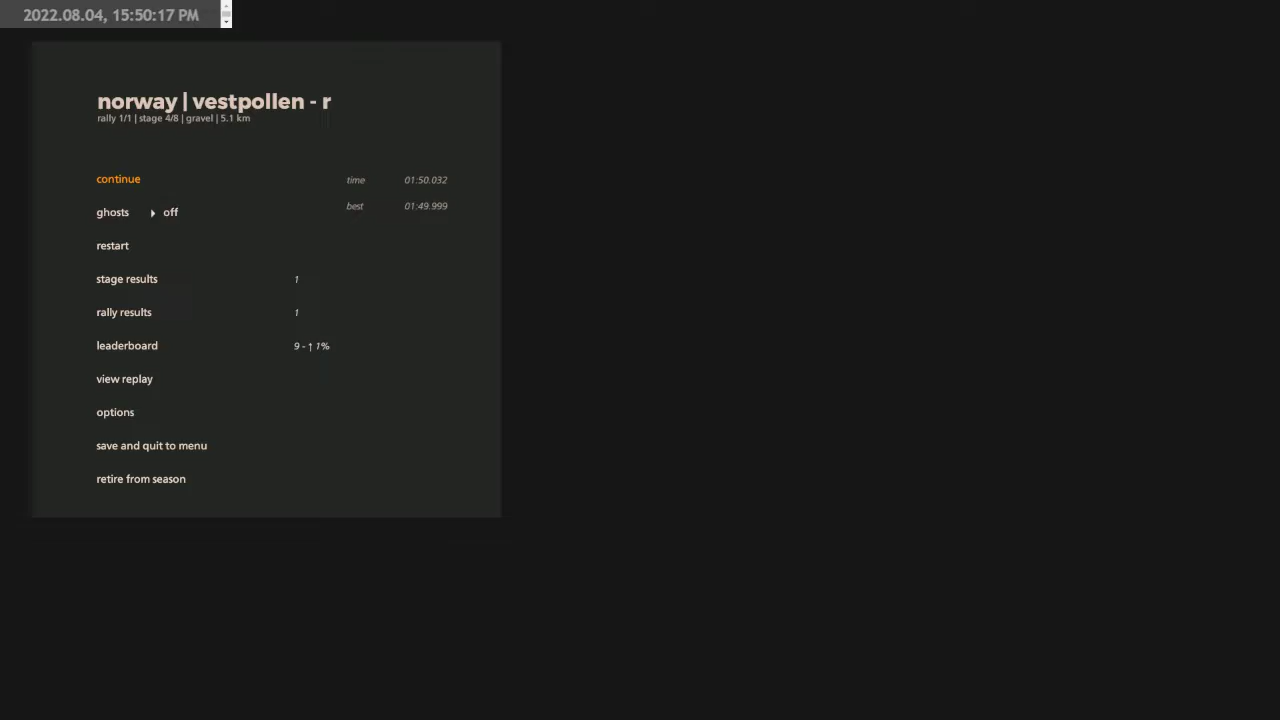 2022.08.04, 15:50:17 PM
norway | vestpollen - r
rally 1/1 | stage 4/8 | gravel | 5.1 km
continue
time 01:50.032
best 01:49.999
ghosts off
restart
stage results 1
rally results 1
leaderboard 9 - ↑ 1%
view replay
options
save and quit to menu
retire from season